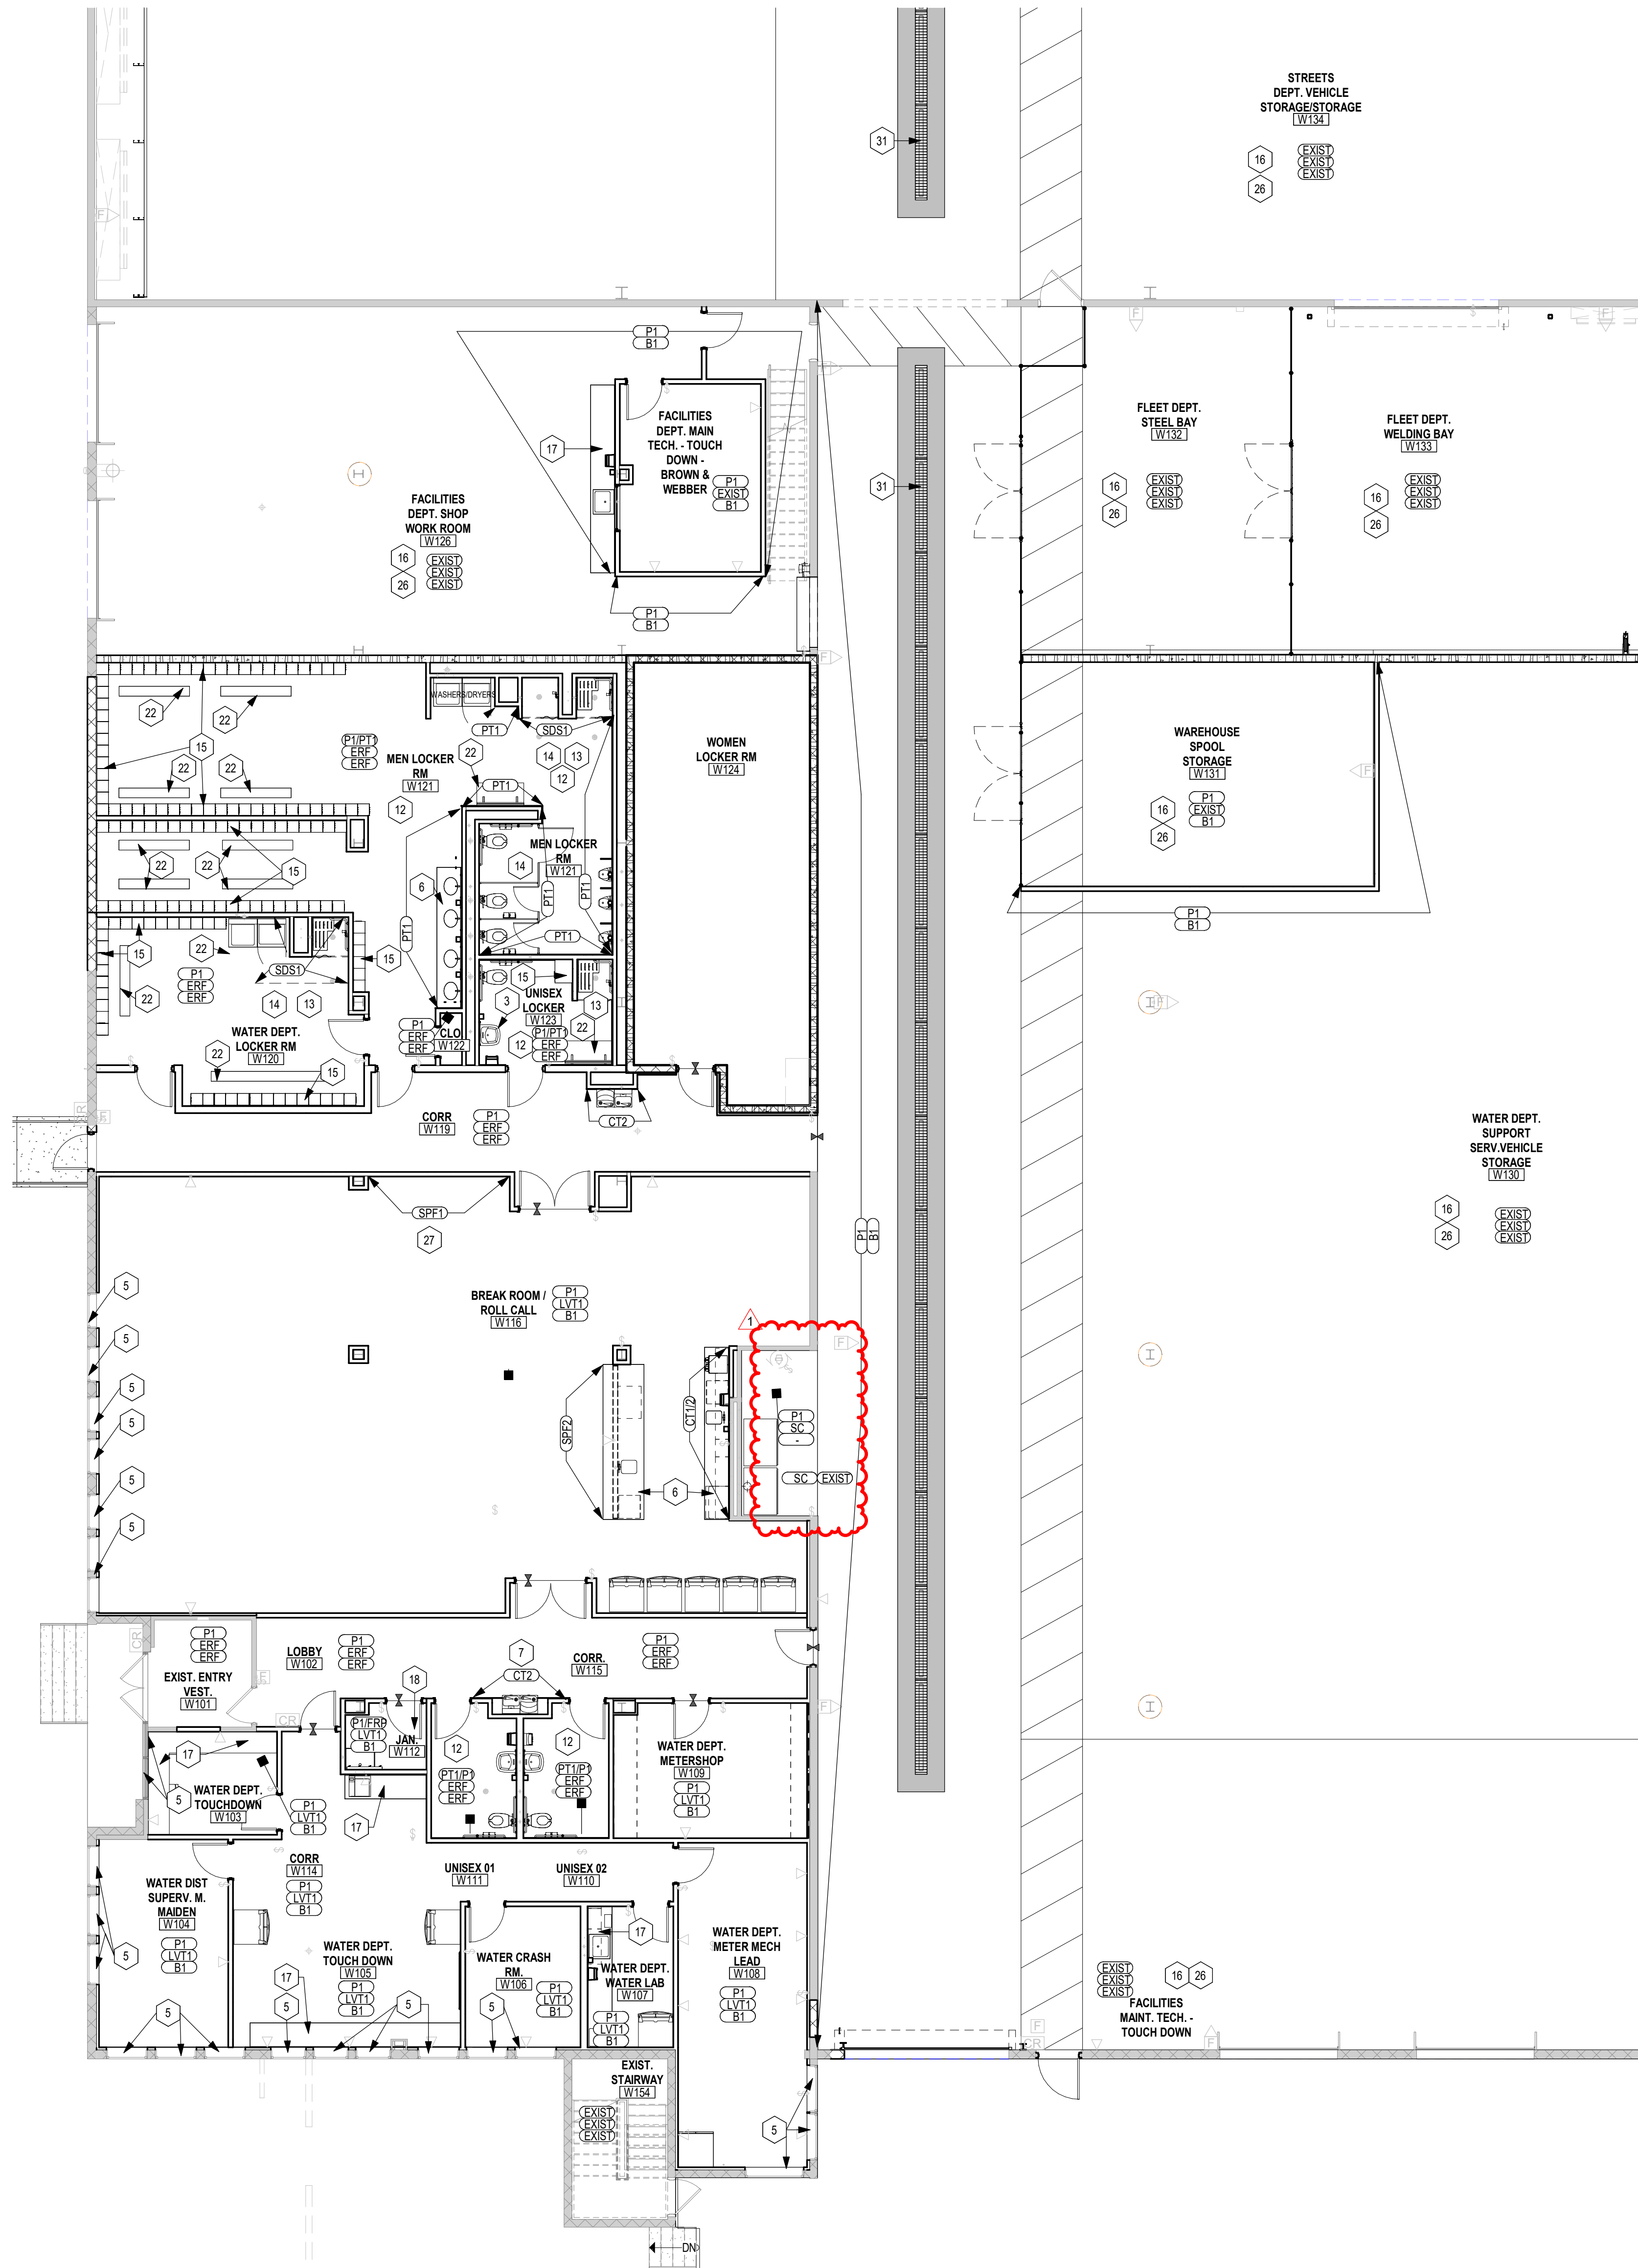 STREETS
DEPT. VEHICLE
STORAGE/STORAGE
W134
16
26
EXIST
EXIST
EXIST
31
F
F
F
F
P1
B1
FACILITIES
DEPT. MAIN
TECH. - TOUCH
DOWN -
BROWN &
WEBBER
P1
EXIST
B1
17
F
31
FLEET DEPT.
STEEL BAY
W132
16
26
EXIST
EXIST
EXIST
FLEET DEPT.
WELDING BAY
W133
16
26
EXIST
EXIST
EXIST
FACILITIES
DEPT. SHOP
WORK ROOM
W126
16
26
EXIST
EXIST
EXIST
P1
B1
F
WASHERS/DRYERS
22
22
15
22
22
P1/PT1
ERF
ERF
MEN LOCKER
RM
W121
12
PT1
SDS1
22
14
13
12
PT1
WOMEN
LOCKER RM
W124
WAREHOUSE
SPOOL
STORAGE
W131
16
26
P1
EXIST
B1
F
P1
B1
MEN LOCKER
RM
W121
14
PT1
PT1
PT1
PT1
6
22
22
15
15
22
15
22
P1
ERF
ERF
SDS1
14
13
WATER DEPT.
LOCKER RM
W120
22
15
P1
ERF
ERF
CLO.
W122
15
3
UNISEX
LOCKER
W123
12
P1/PT1
ERF
ERF
13
22
CORR
W119
P1
ERF
ERF
CT2
F
WATER DEPT.
SUPPORT
SERV.VEHICLE
STORAGE
W130
16
26
EXIST
EXIST
EXIST
SPF1
27
P1
B1
5
5
5
5
5
5
BREAK ROOM /
ROLL CALL
W116
P1
LVT1
B1
1
F
SPF2
CT1/2
6
P1
SC
-
SC
EXIST
CR
P1
ERF
ERF
EXIST. ENTRY
VEST.
W101
LOBBY
W102
P1
ERF
ERF
7
CT2
CORR.
W115
P1
ERF
ERF
CR
18
P1/FRP
LVT1
B1
JAN.
W112
12
PT1/P1
ERF
ERF
12
PT1/P1
ERF
ERF
WATER DEPT.
METERSHOP
W109
P1
LVT1
B1
F
17
5
WATER DEPT.
TOUCHDOWN
W103
P1
LVT1
B1
17
CORR
W114
P1
LVT1
B1
UNISEX 01
W111
UNISEX 02
W110
WATER DIST
SUPERV. M.
MAIDEN
W104
P1
LVT1
B1
5
5
WATER DEPT.
TOUCH DOWN
W105
P1
LVT1
B1
17
5
5
WATER CRASH
RM.
W106
P1
LVT1
B1
5
17
WATER DEPT.
WATER LAB
W107
P1
LVT1
B1
WATER DEPT.
METER MECH
LEAD
W108
P1
LVT1
B1
5
EXIST
EXIST
EXIST
16
26
FACILITIES
MAINT. TECH. -
TOUCH DOWN
F
CR
F
EXIST.
STAIRWAY
W154
EXIST
EXIST
EXIST
DN